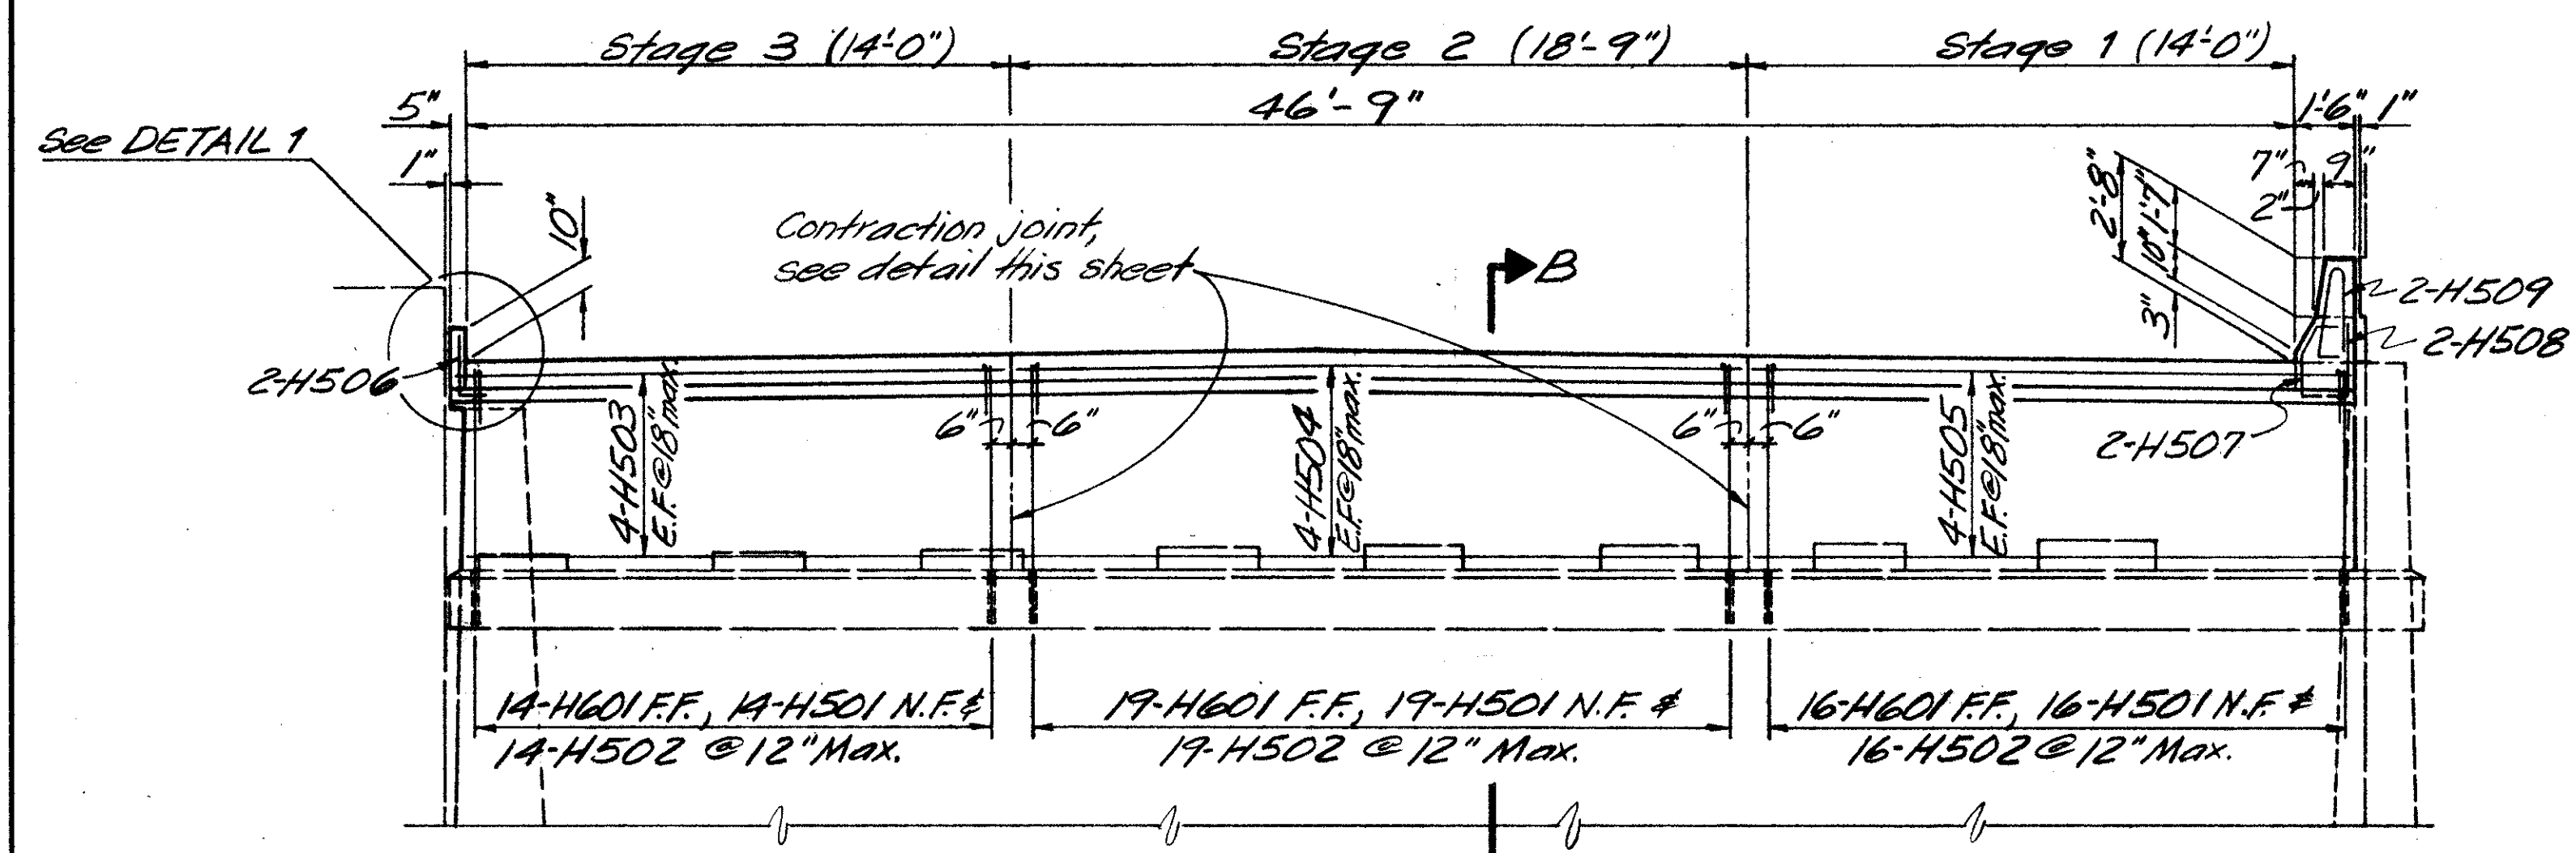 Stage 3 (14'-0")
Stage 2 (18'-9")
Stage 1 (14'-0")
5"
46'-9"
1'-6" 1"
See DETAIL 1
1"
10"
7" 9"
2"
2'-8"
10" 1'-7"
3"
Contraction joint,
see detail this sheet
B
2-H509
2-H508
2-H506
4-H503
E.F.@18"max.
6" 6"
4-H504
E.F.@18"max.
6" 6"
4-H505
E.F.@18"max.
2-H507
14-H601 F.F., 14-H501 N.F. &
14-H502 @ 12" Max.
19-H601 F.F., 19-H501 N.F. &
19-H502 @ 12" Max.
16-H601 F.F., 16-H501 N.F. &
16-H502 @ 12" Max.